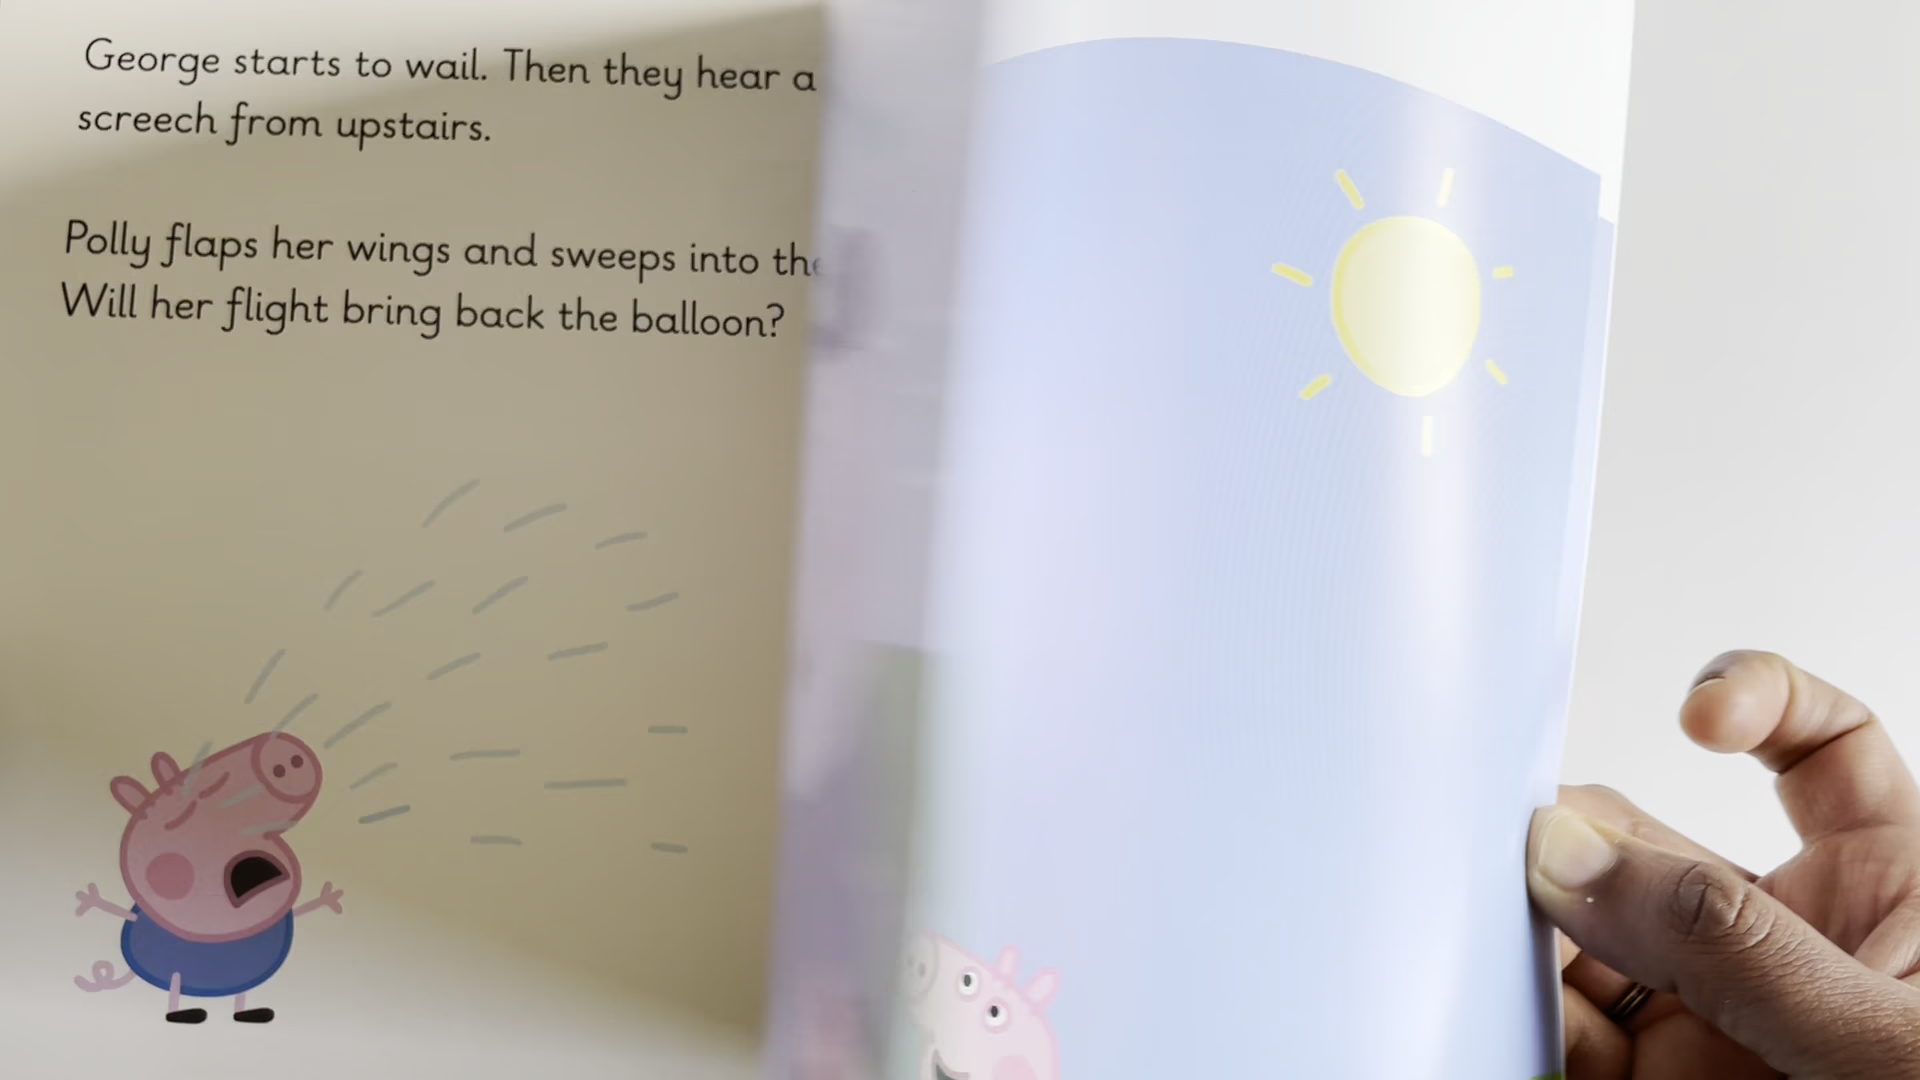 George starts to wail. Then they hear a
screech from upstairs.
Polly flaps her wings and sweeps into the
Will her flight bring back the balloon?